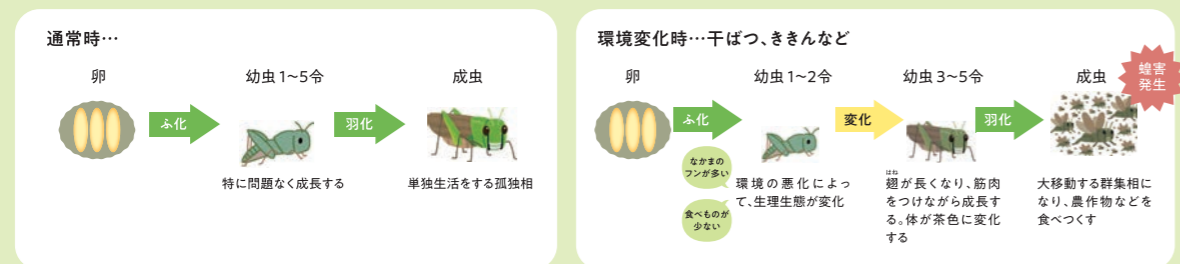 通常時…
卵
幼虫1~5令
成虫
ふ化
羽化
特に問題なく成長する
単独生活をする孤独相
環境変化時…干ばつ、ききんなど
卵
幼虫1~2令
幼虫3~5令
成虫
蝗害
発生
ふ化
変化
羽化
なかまの
フンが多い
食べものが
少ない
環境の悪化によっ
て、生理生態が変化
はね
翅が長くなり、筋肉
をつけながら成長す
る。体が茶色に変化
する
大移動する群集相に
なり、農作物などを
食べつくす